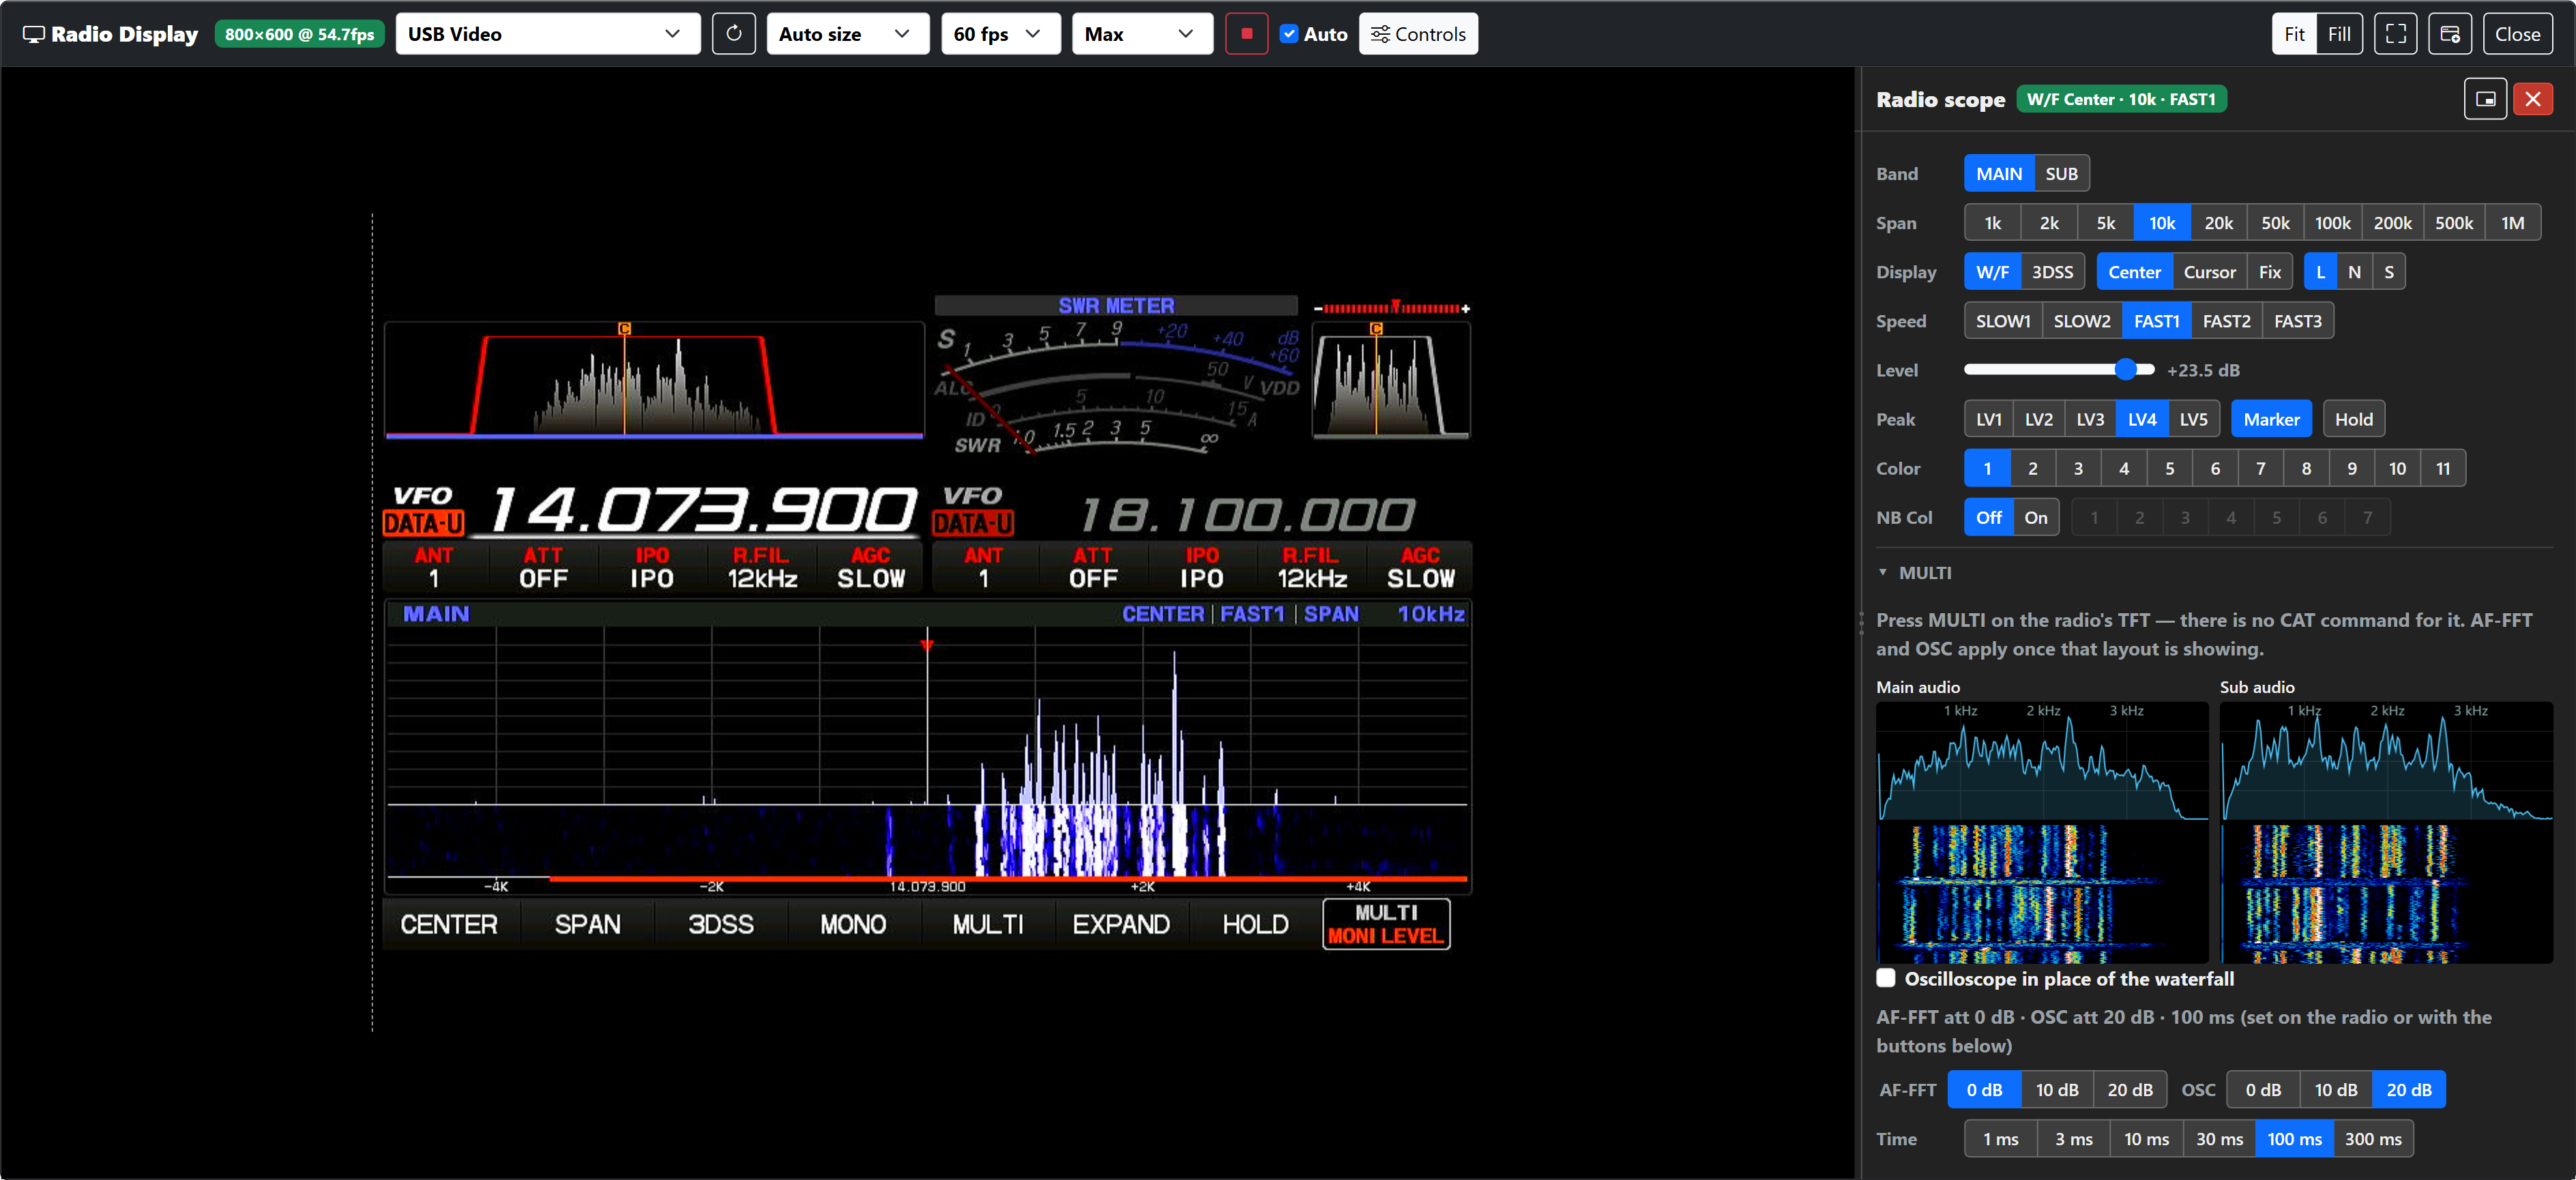 Radio Display 800×600 @ 54.7fps USB Video Auto size 60 fps Max Auto Controls Fit Fill Close
Radio scope W/F Center · 10k · FAST1
Band MAIN SUB
Span 1k 2k 5k 10k 20k 50k 100k 200k 500k 1M
Display W/F 3DSS Center Cursor Fix L N S
Speed SLOW1 SLOW2 FAST1 FAST2 FAST3
Level +23.5 dB
Peak LV1 LV2 LV3 LV4 LV5 Marker Hold
Color 1 2 3 4 5 6 7 8 9 10 11
NB Col Off On 1 2 3 4 5 6 7
MULTI
Press MULTI on the radio's TFT — there is no CAT command for it. AF-FFT
and OSC apply once that layout is showing.
Main audio Sub audio
1 kHz 2 kHz 3 kHz 1 kHz 2 kHz 3 kHz
Oscilloscope in place of the waterfall
AF-FFT att 0 dB · OSC att 20 dB · 100 ms (set on the radio or with the
buttons below)
AF-FFT 0 dB 10 dB 20 dB OSC 0 dB 10 dB 20 dB
Time 1 ms 3 ms 10 ms 30 ms 100 ms 300 ms
SWR METER
C
S 1 3 5 7 9 +20 +40 +60 dB
ALC 50 V VDD
ID 0 5 10 15 A
SWR 1.0 1.5 2 3 5 ∞
- +
C
VFO 14.073.900 VFO 18.100.000
DATA-U DATA-U
ANT ATT IPO R.FIL AGC ANT ATT IPO R.FIL AGC
1 OFF IPO 12kHz SLOW 1 OFF IPO 12kHz SLOW
MAIN CENTER | FAST1 | SPAN 10kHz
-4K -2K 14.073.900 +2K +4K
CENTER SPAN 3DSS MONO MULTI EXPAND HOLD MULTI
MONI LEVEL